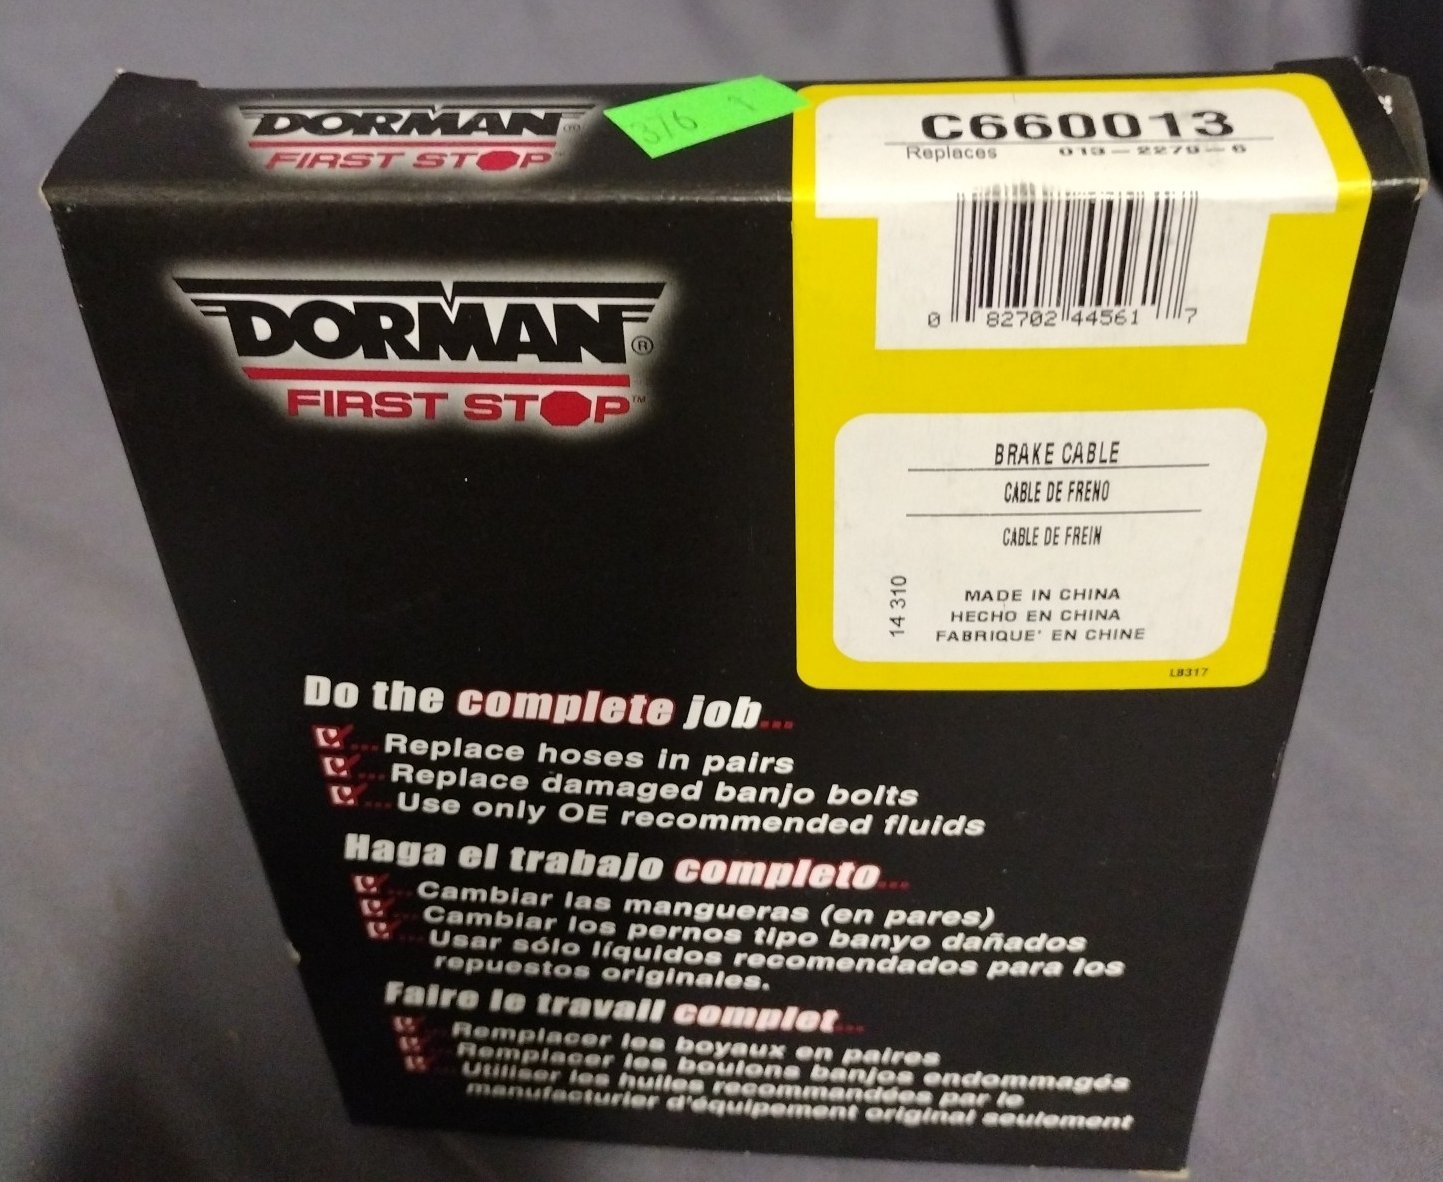 DORMAN®
FIRST STOP™
376 1
C660013
Replaces 013-2279-6
0 82702 44561 7
DORMAN®
FIRST STOP™
BRAKE CABLE
CABLE DE FRENO
CABLE DE FREIN
14 310
MADE IN CHINA
HECHO EN CHINA
FABRIQUE' EN CHINE
LB317
Do the complete job...
...Replace hoses in pairs
...Replace damaged banjo bolts
...Use only OE recommended fluids
Haga el trabajo completo...
...Cambiar las mangueras (en pares)
...Cambiar los pernos tipo banyo dañados
...Usar sólo líquidos recomendados para los
repuestos originales.
Faire le travail complet...
...Remplacer les boyaux en paires
...Remplacer les boulons banjos endommagés
...Utiliser les huiles recommandées par le
manufacturier d'équipement original seulement